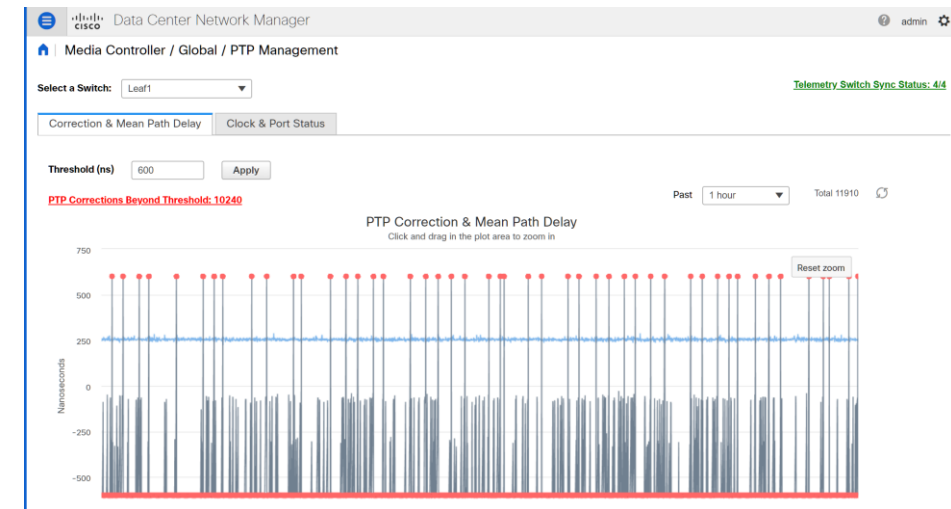 cisco Data Center Network Manager
? admin
Media Controller / Global / PTP Management
Select a Switch: Leaf1
Telemetry Switch Sync Status: 4/4
Correction & Mean Path Delay Clock & Port Status
Threshold (ns) 600 Apply
PTP Corrections Beyond Threshold: 10240
Past 1 hour Total 11910
PTP Correction & Mean Path Delay
Click and drag in the plot area to zoom in
Reset zoom
750
500
250
0
-250
-500
Nanoseconds